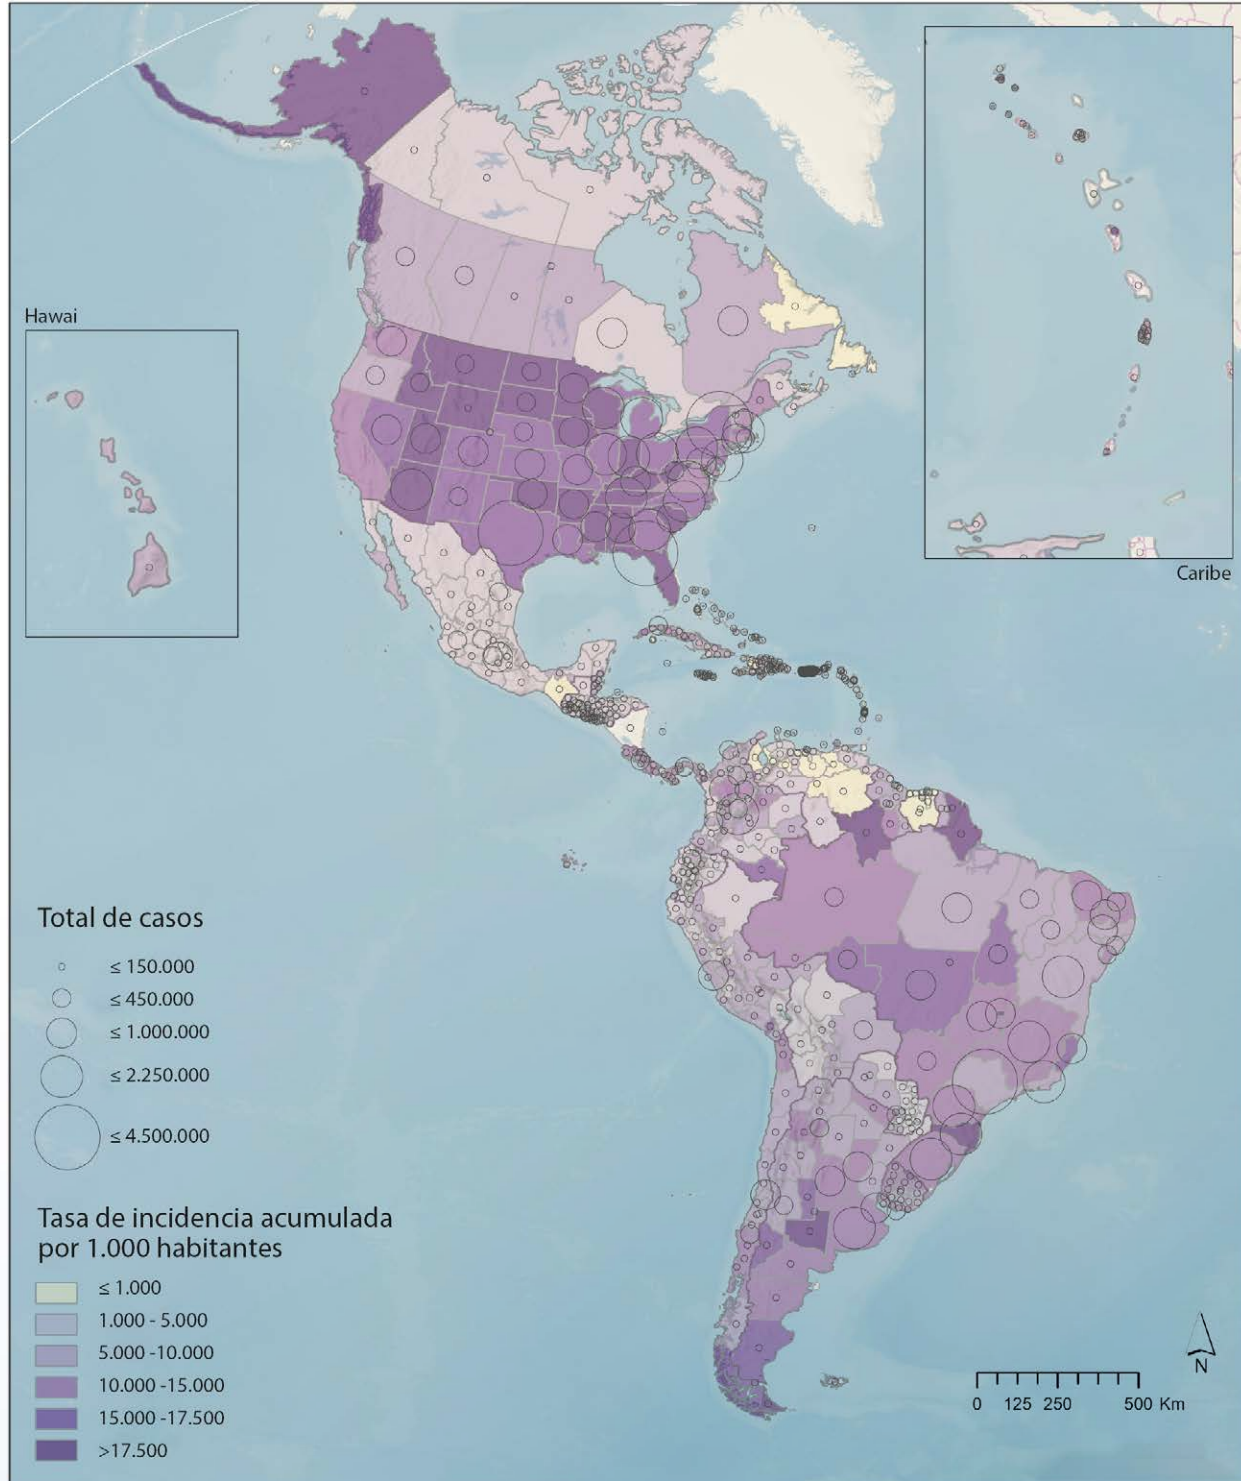 Hawai
Caribe
Total de casos
≤ 150.000
≤ 450.000
≤ 1.000.000
≤ 2.250.000
≤ 4.500.000
Tasa de incidencia acumulada
por 1.000 habitantes
≤ 1.000
1.000 - 5.000
5.000 -10.000
10.000 -15.000
15.000 -17.500
>17.500
N
0 125 250 500 Km